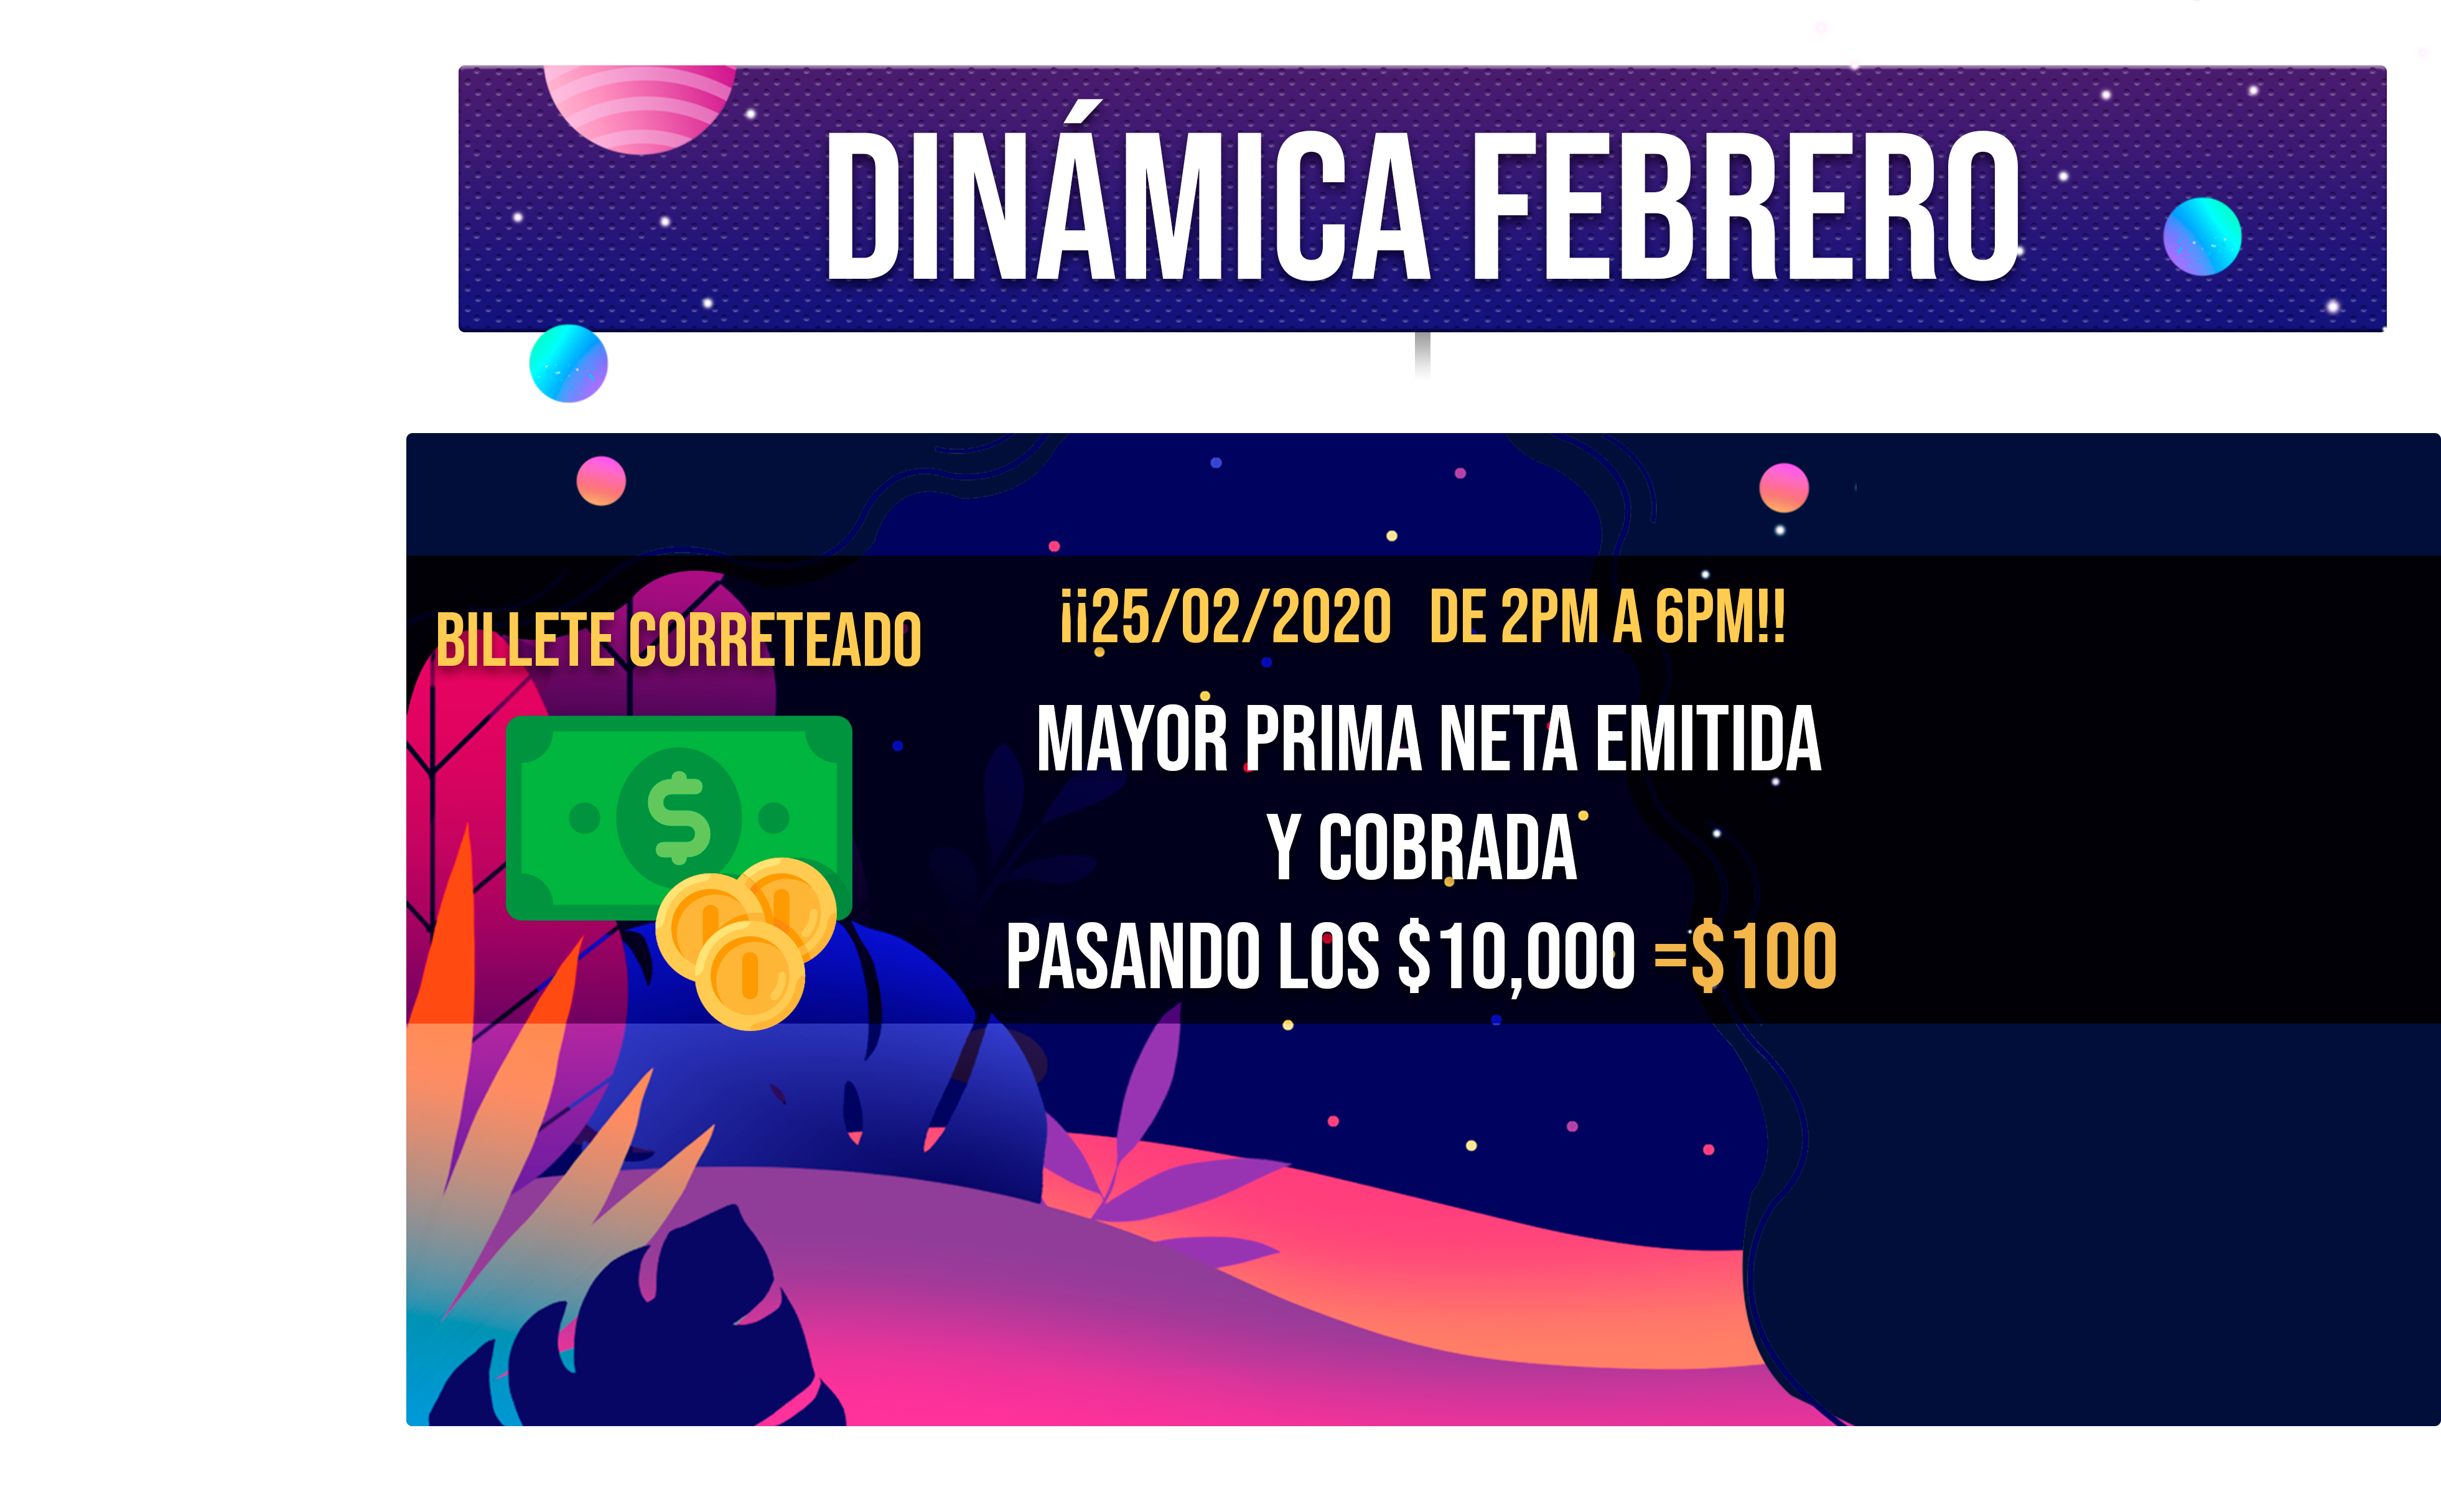 DINÁMICA FEBRERO
BILLETE CORRETEADO
¡¡25/02/2020 DE 2PM A 6PM!!
MAYOR PRIMA NETA EMITIDA
Y COBRADA
PASANDO LOS $10,000 =$100